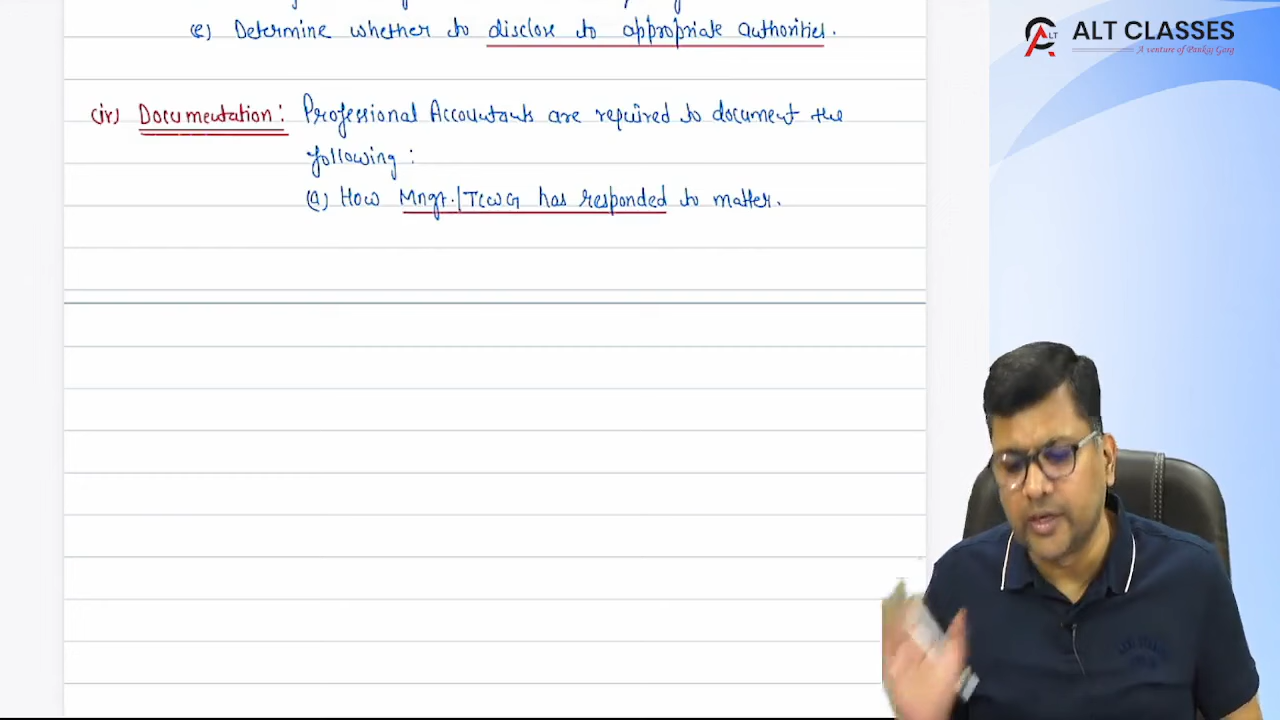 (e) Determine whether to disclose to appropriate authorities.
ALT CLASSES
A venture of Pankaj Garg
(iv) Documentation: Professional Accountants are required to document the
following:
(a) How Mngt./TCWG has responded to matter.